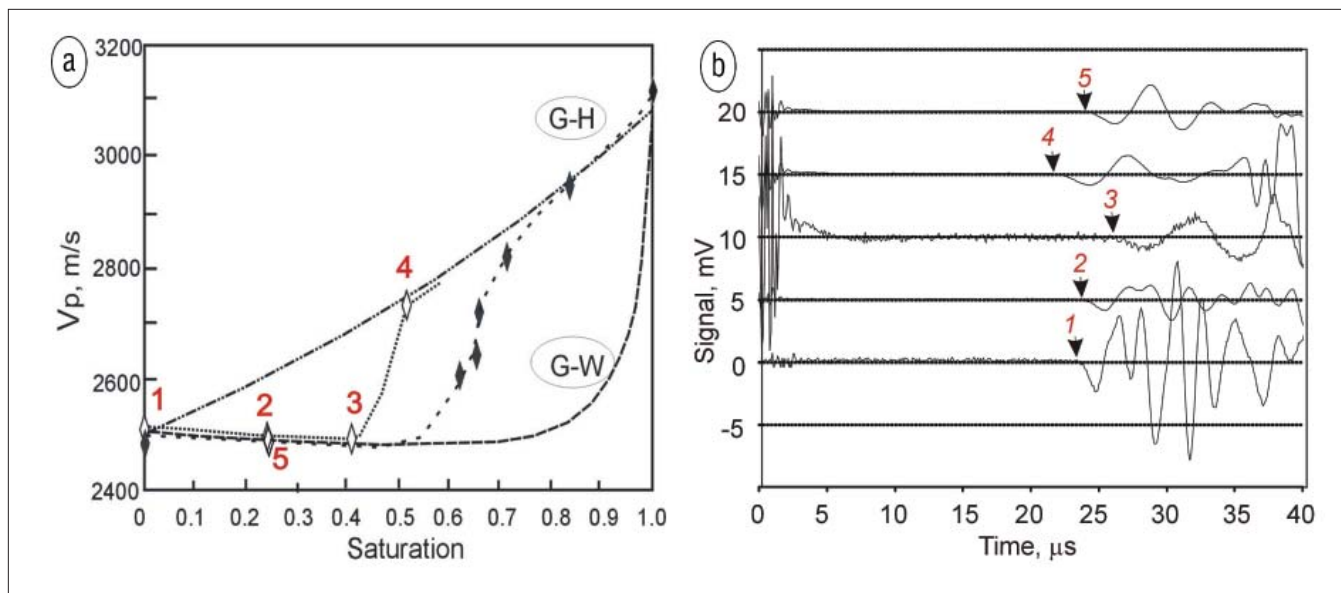 a
3200
3000
2800
2600
2400
Vp, m/s
G-H
G-W
1
2
3
4
5
0 0.1 0.2 0.3 0.4 0.5 0.6 0.7 0.8 0.9 1.0
Saturation
b
20
15
10
5
0
-5
Signal, mV
5
4
3
2
1
0 5 10 15 20 25 30 35 40
Time, μs